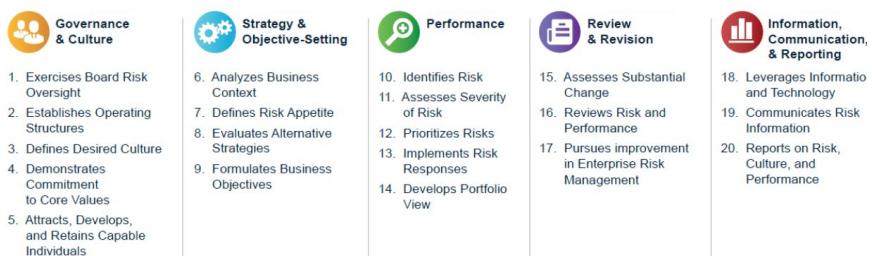 Governance
& Culture
1. Exercises Board Risk
Oversight
2. Establishes Operating
Structures
3. Defines Desired Culture
4. Demonstrates
Commitment
to Core Values
5. Attracts, Develops,
and Retains Capable
Individuals
Strategy &
Objective-Setting
6. Analyzes Business
Context
7. Defines Risk Appetite
8. Evaluates Alternative
Strategies
9. Formulates Business
Objectives
Performance
10. Identifies Risk
11. Assesses Severity
of Risk
12. Prioritizes Risks
13. Implements Risk
Responses
14. Develops Portfolio
View
Review
& Revision
15. Assesses Substantial
Change
16. Reviews Risk and
Performance
17. Pursues improvement
in Enterprise Risk
Management
Information,
Communication,
& Reporting
18. Leverages Informatio
and Technology
19. Communicates Risk
Information
20. Reports on Risk,
Culture, and
Performance